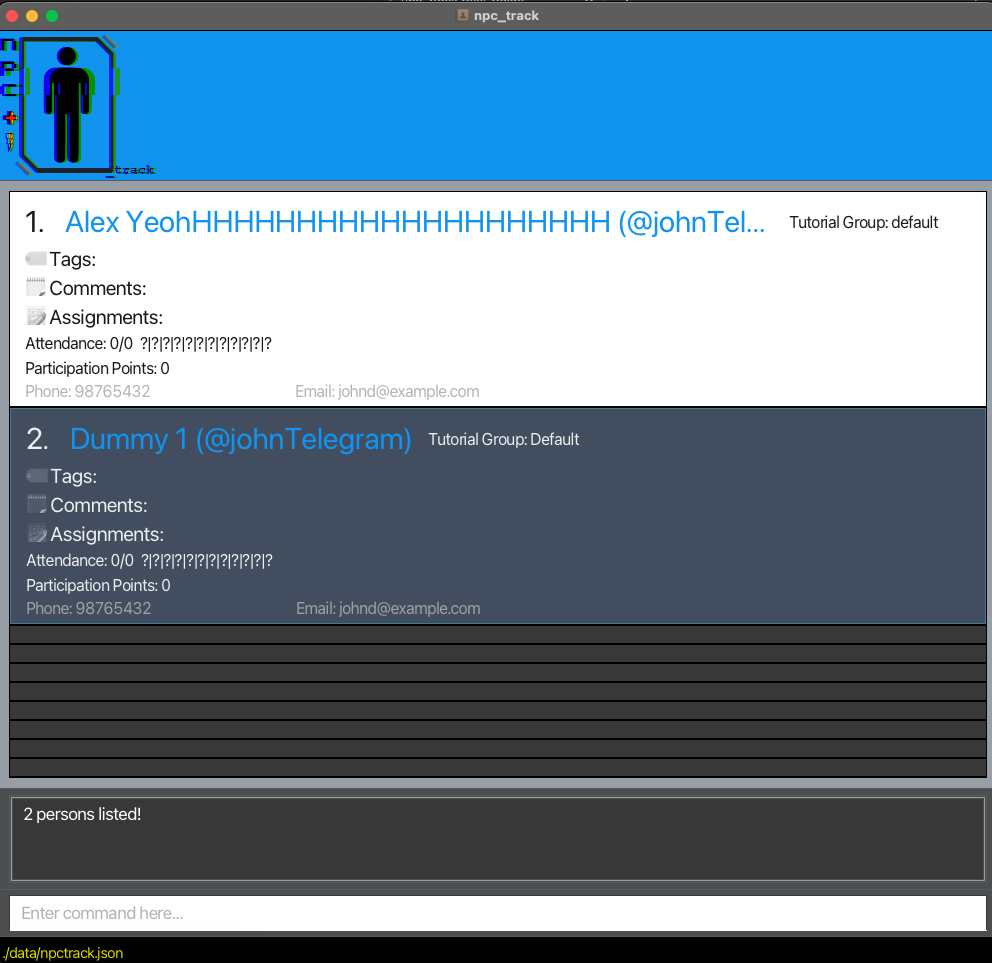 npc_track
npc
_track
1. Alex YeohHHHHHHHHHHHHHHHHHHHH (@johnTel... Tutorial Group: default
Tags:
Comments:
Assignments:
Attendance: 0/0 ?|?|?|?|?|?|?|?|?|?|?|?
Participation Points: 0
Phone: 98765432 Email: johnd@example.com
2. Dummy 1 (@johnTelegram) Tutorial Group: Default
Tags:
Comments:
Assignments:
Attendance: 0/0 ?|?|?|?|?|?|?|?|?|?|?|?
Participation Points: 0
Phone: 98765432 Email: johnd@example.com
2 persons listed!
Enter command here...
./data/npctrack.json